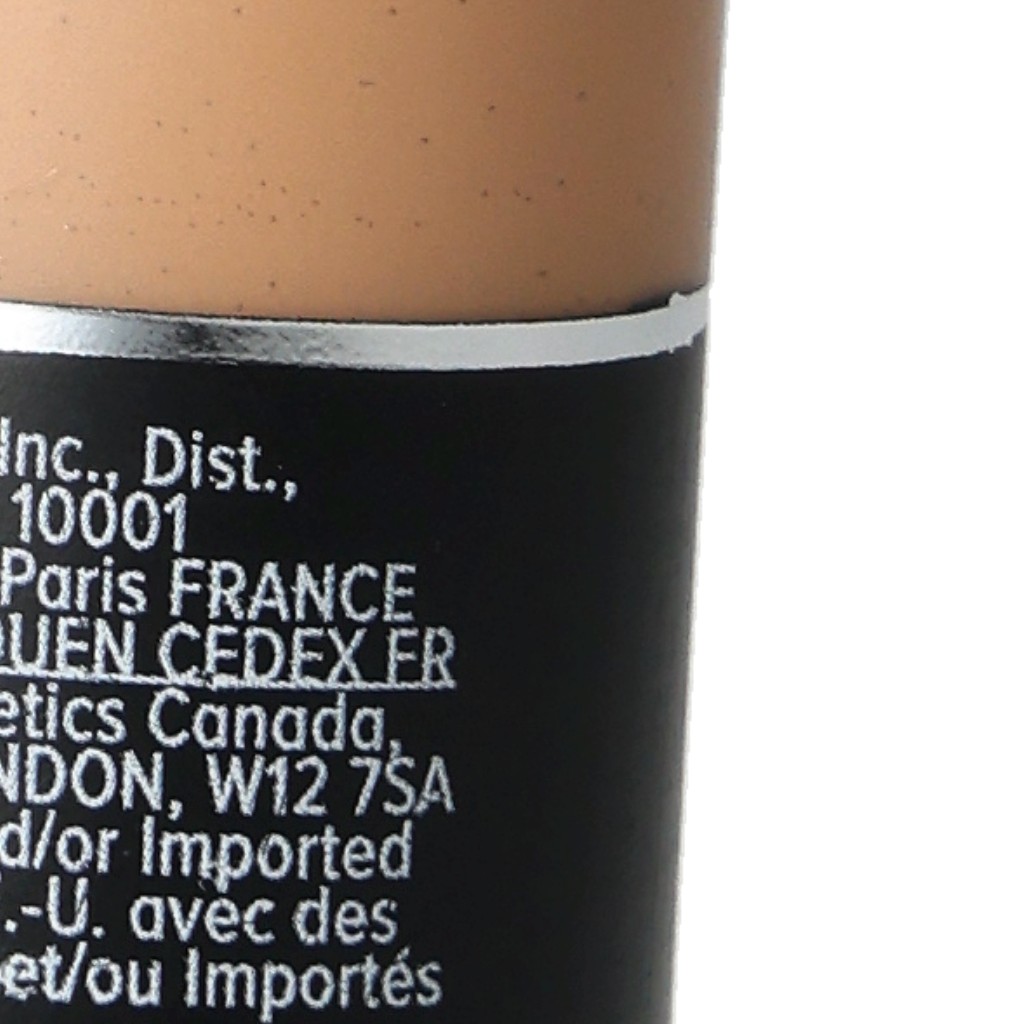 Inc., Dist.,
10001
Paris FRANCE
OUEN CEDEX FR
etics Canada,
NDON, W12 7SA
d/or Imported
.-U. avec des
et/ou Importés